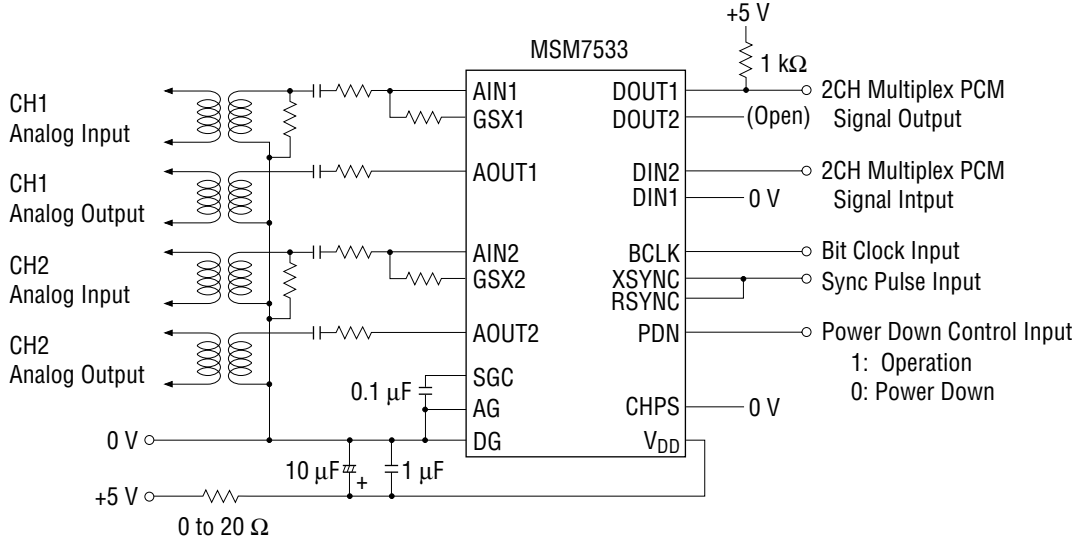 +5 V
MSM7533
1 kΩ
CH1
Analog Input
AIN1
GSX1
DOUT1
DOUT2
(Open)
2CH Multiplex PCM
Signal Output
CH1
Analog Output
AOUT1
DIN2
DIN1
0 V
2CH Multiplex PCM
Signal Intput
CH2
Analog Input
AIN2
GSX2
BCLK
XSYNC
RSYNC
Bit Clock Input
Sync Pulse Input
CH2
Analog Output
AOUT2
PDN
Power Down Control Input
1: Operation
0: Power Down
0.1 μF
SGC
AG
DG
CHPS
0 V
VDD
0 V
10 μF
+
1 μF
+5 V
0 to 20 Ω